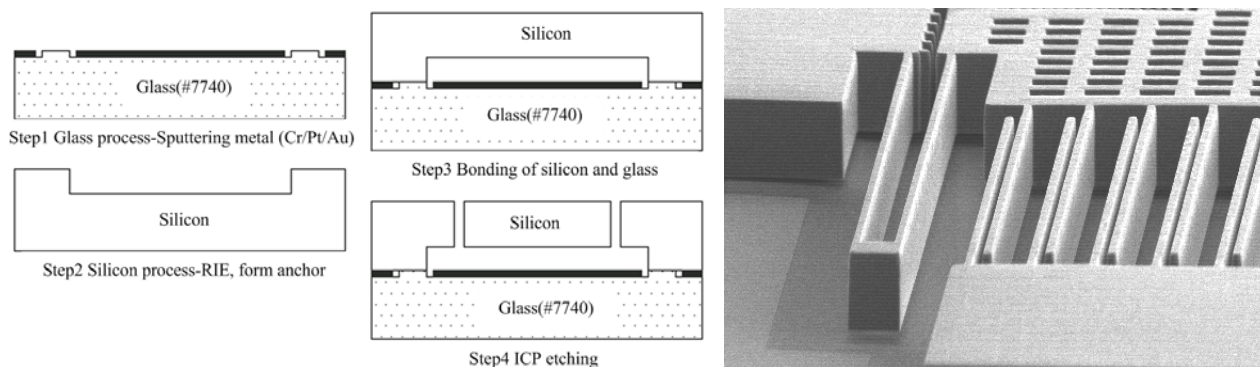 Glass(#7740)
Step1 Glass process-Sputtering metal (Cr/Pt/Au)
Silicon
Step2 Silicon process-RIE, form anchor
Silicon
Glass(#7740)
Step3 Bonding of silicon and glass
Silicon
Glass(#7740)
Step4 ICP etching